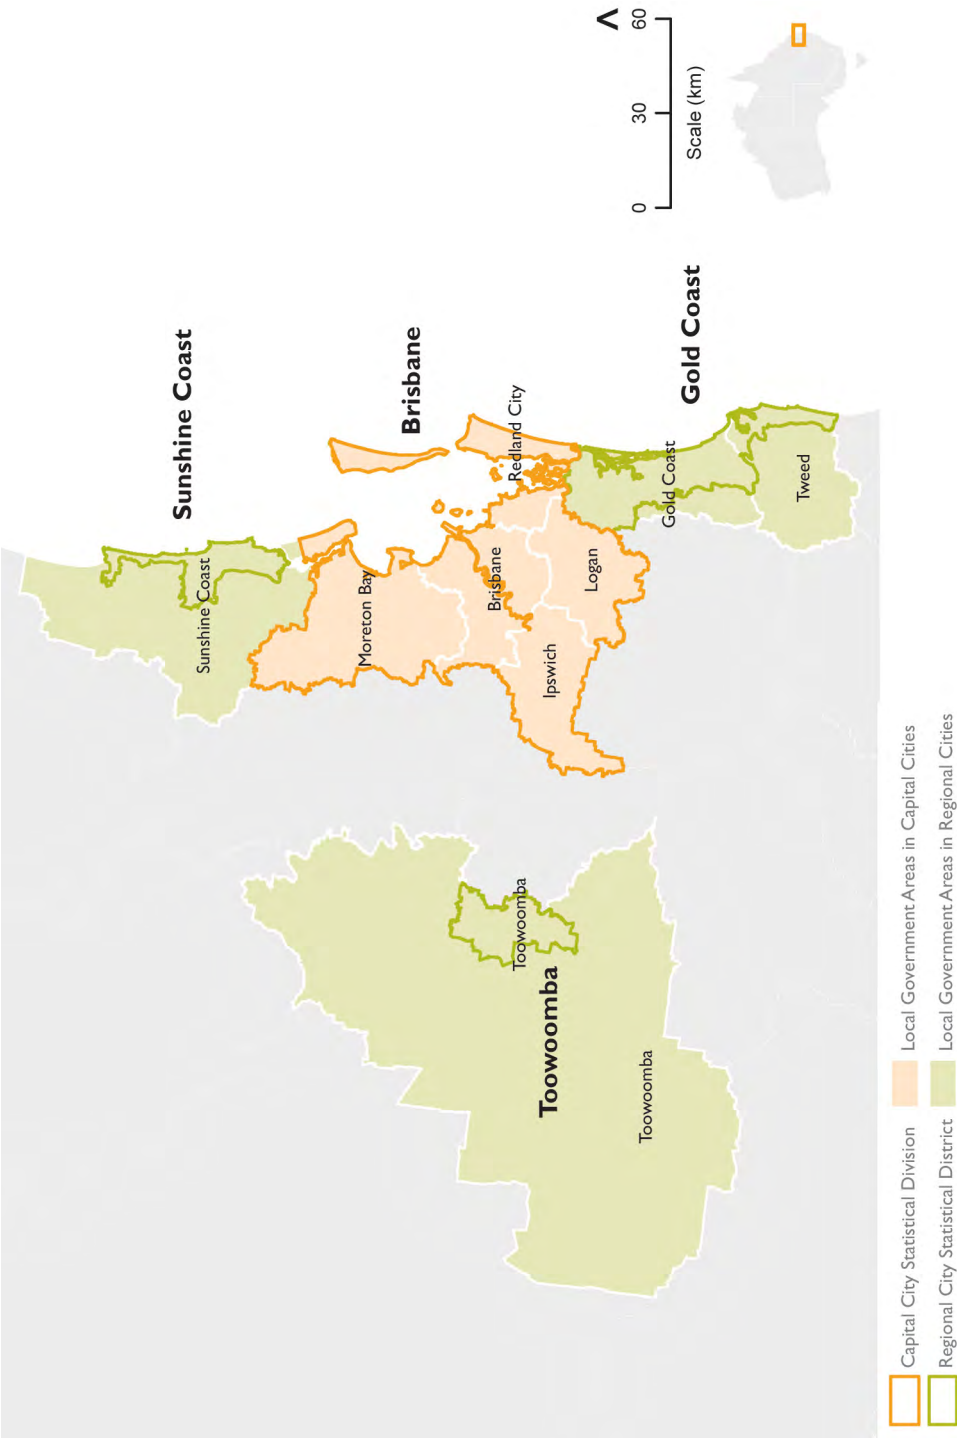 Sunshine Coast
Sunshine Coast
Brisbane
Moreton Bay
Brisbane
Redland City
Ipswich
Logan
Gold Coast
Gold Coast
Tweed
Toowoomba
Toowoomba
Toowoomba
<
0 30 60
Scale (km)
Capital City Statistical Division
Local Government Areas in Capital Cities
Regional City Statistical District
Local Government Areas in Regional Cities